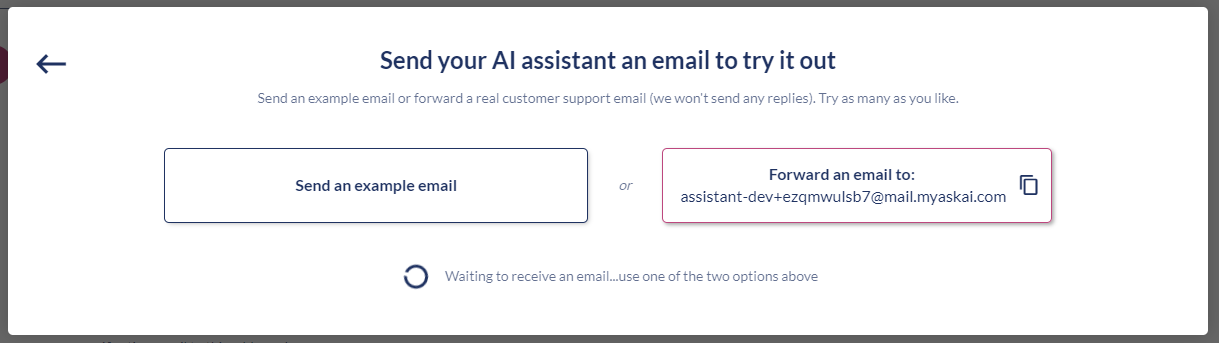 Send your AI assistant an email to try it out
Send an example email or forward a real customer support email (we won't send any replies). Try as many as you like.
Send an example email
or
Forward an email to:
assistant-dev+ezqmwulsb7@mail.myaskai.com
Waiting to receive an email...use one of the two options above